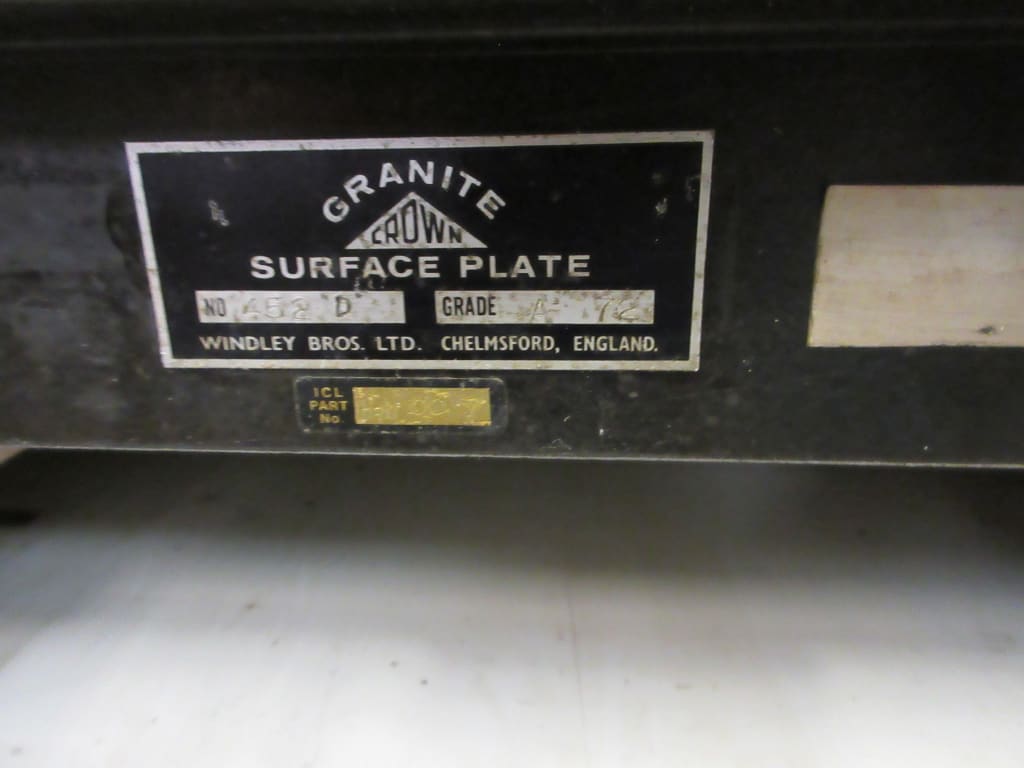 GRANITE
CROWN
SURFACE PLATE
NO 452 D GRADE A 72
WINDLEY BROS. LTD. CHELMSFORD, ENGLAND.
ICL
PART
No.